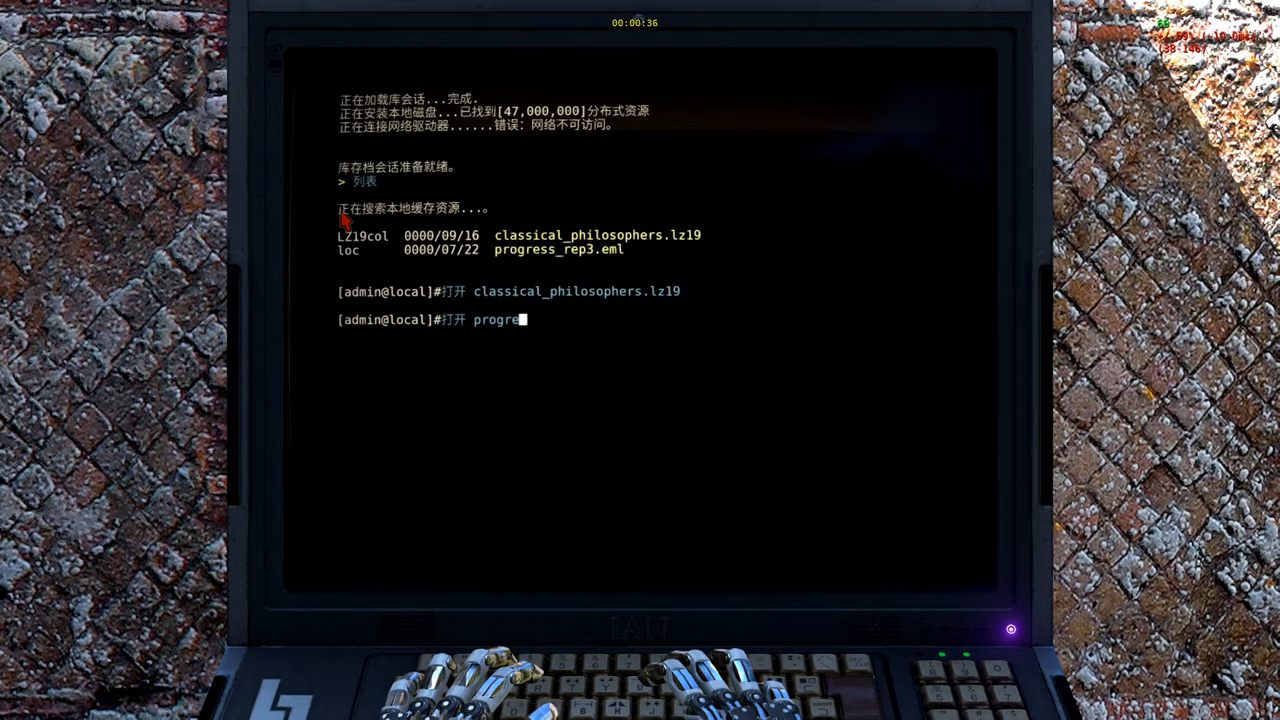 00:00:36
正在加载库会话...完成.
正在安装本地磁盘...已找到[47,000,000]分布式资源
正在连接网络驱动器......错误：网络不可访问。
库存档会话准备就绪。
> 列表
正在搜索本地缓存资源...。
LZ19col 0000/09/16 classical_philosophers.lz19
loc 0000/07/22 progress_rep3.eml
[admin@local]#打开 classical_philosophers.lz19
[admin@local]#打开 progre
IAN